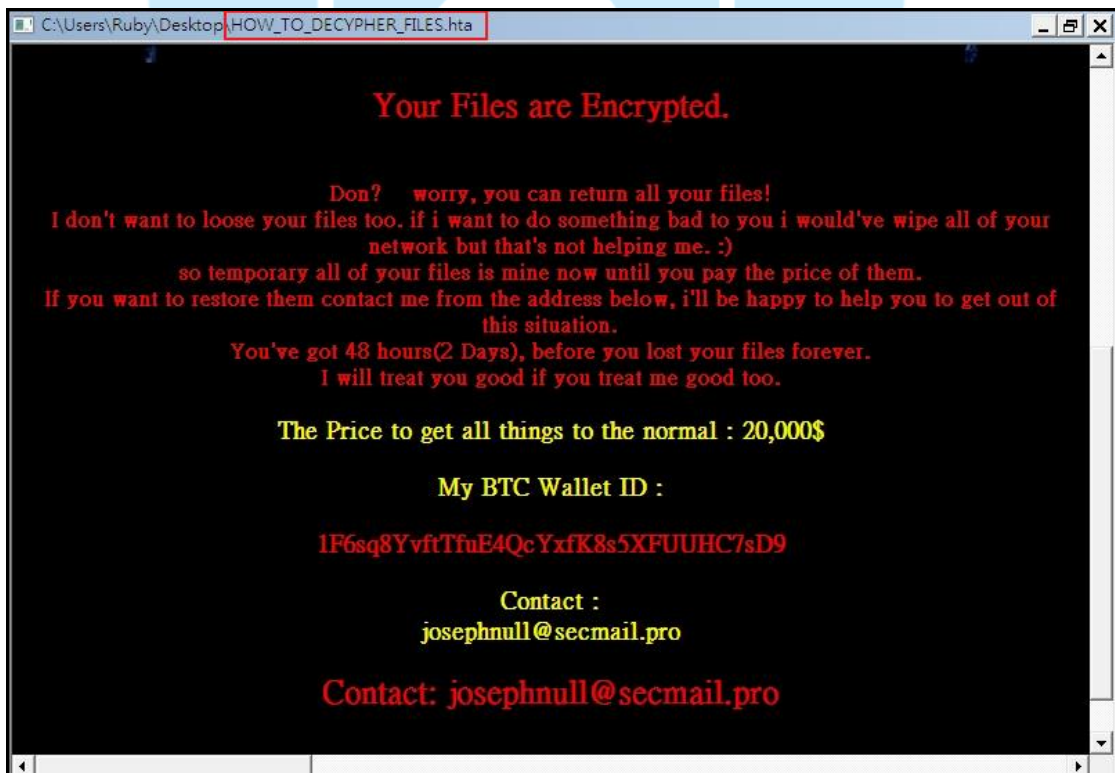 C:\Users\Ruby\Desktop\HOW_TO_DECYPHER_FILES.hta
Your Files are Encrypted.
Don? worry, you can return all your files!
I don't want to loose your files too. if i want to do something bad to you i would've wipe all of your
network but that's not helping me. :)
so temporary all of your files is mine now until you pay the price of them.
If you want to restore them contact me from the address below, i'll be happy to help you to get out of
this situation.
You've got 48 hours(2 Days), before you lost your files forever.
I will treat you good if you treat me good too.
The Price to get all things to the normal : 20,000$
My BTC Wallet ID :
1F6sq8YvftTfuE4QcYxfK8s5XFUUHC7sD9
Contact :
josephnull@secmail.pro
Contact: josephnull@secmail.pro